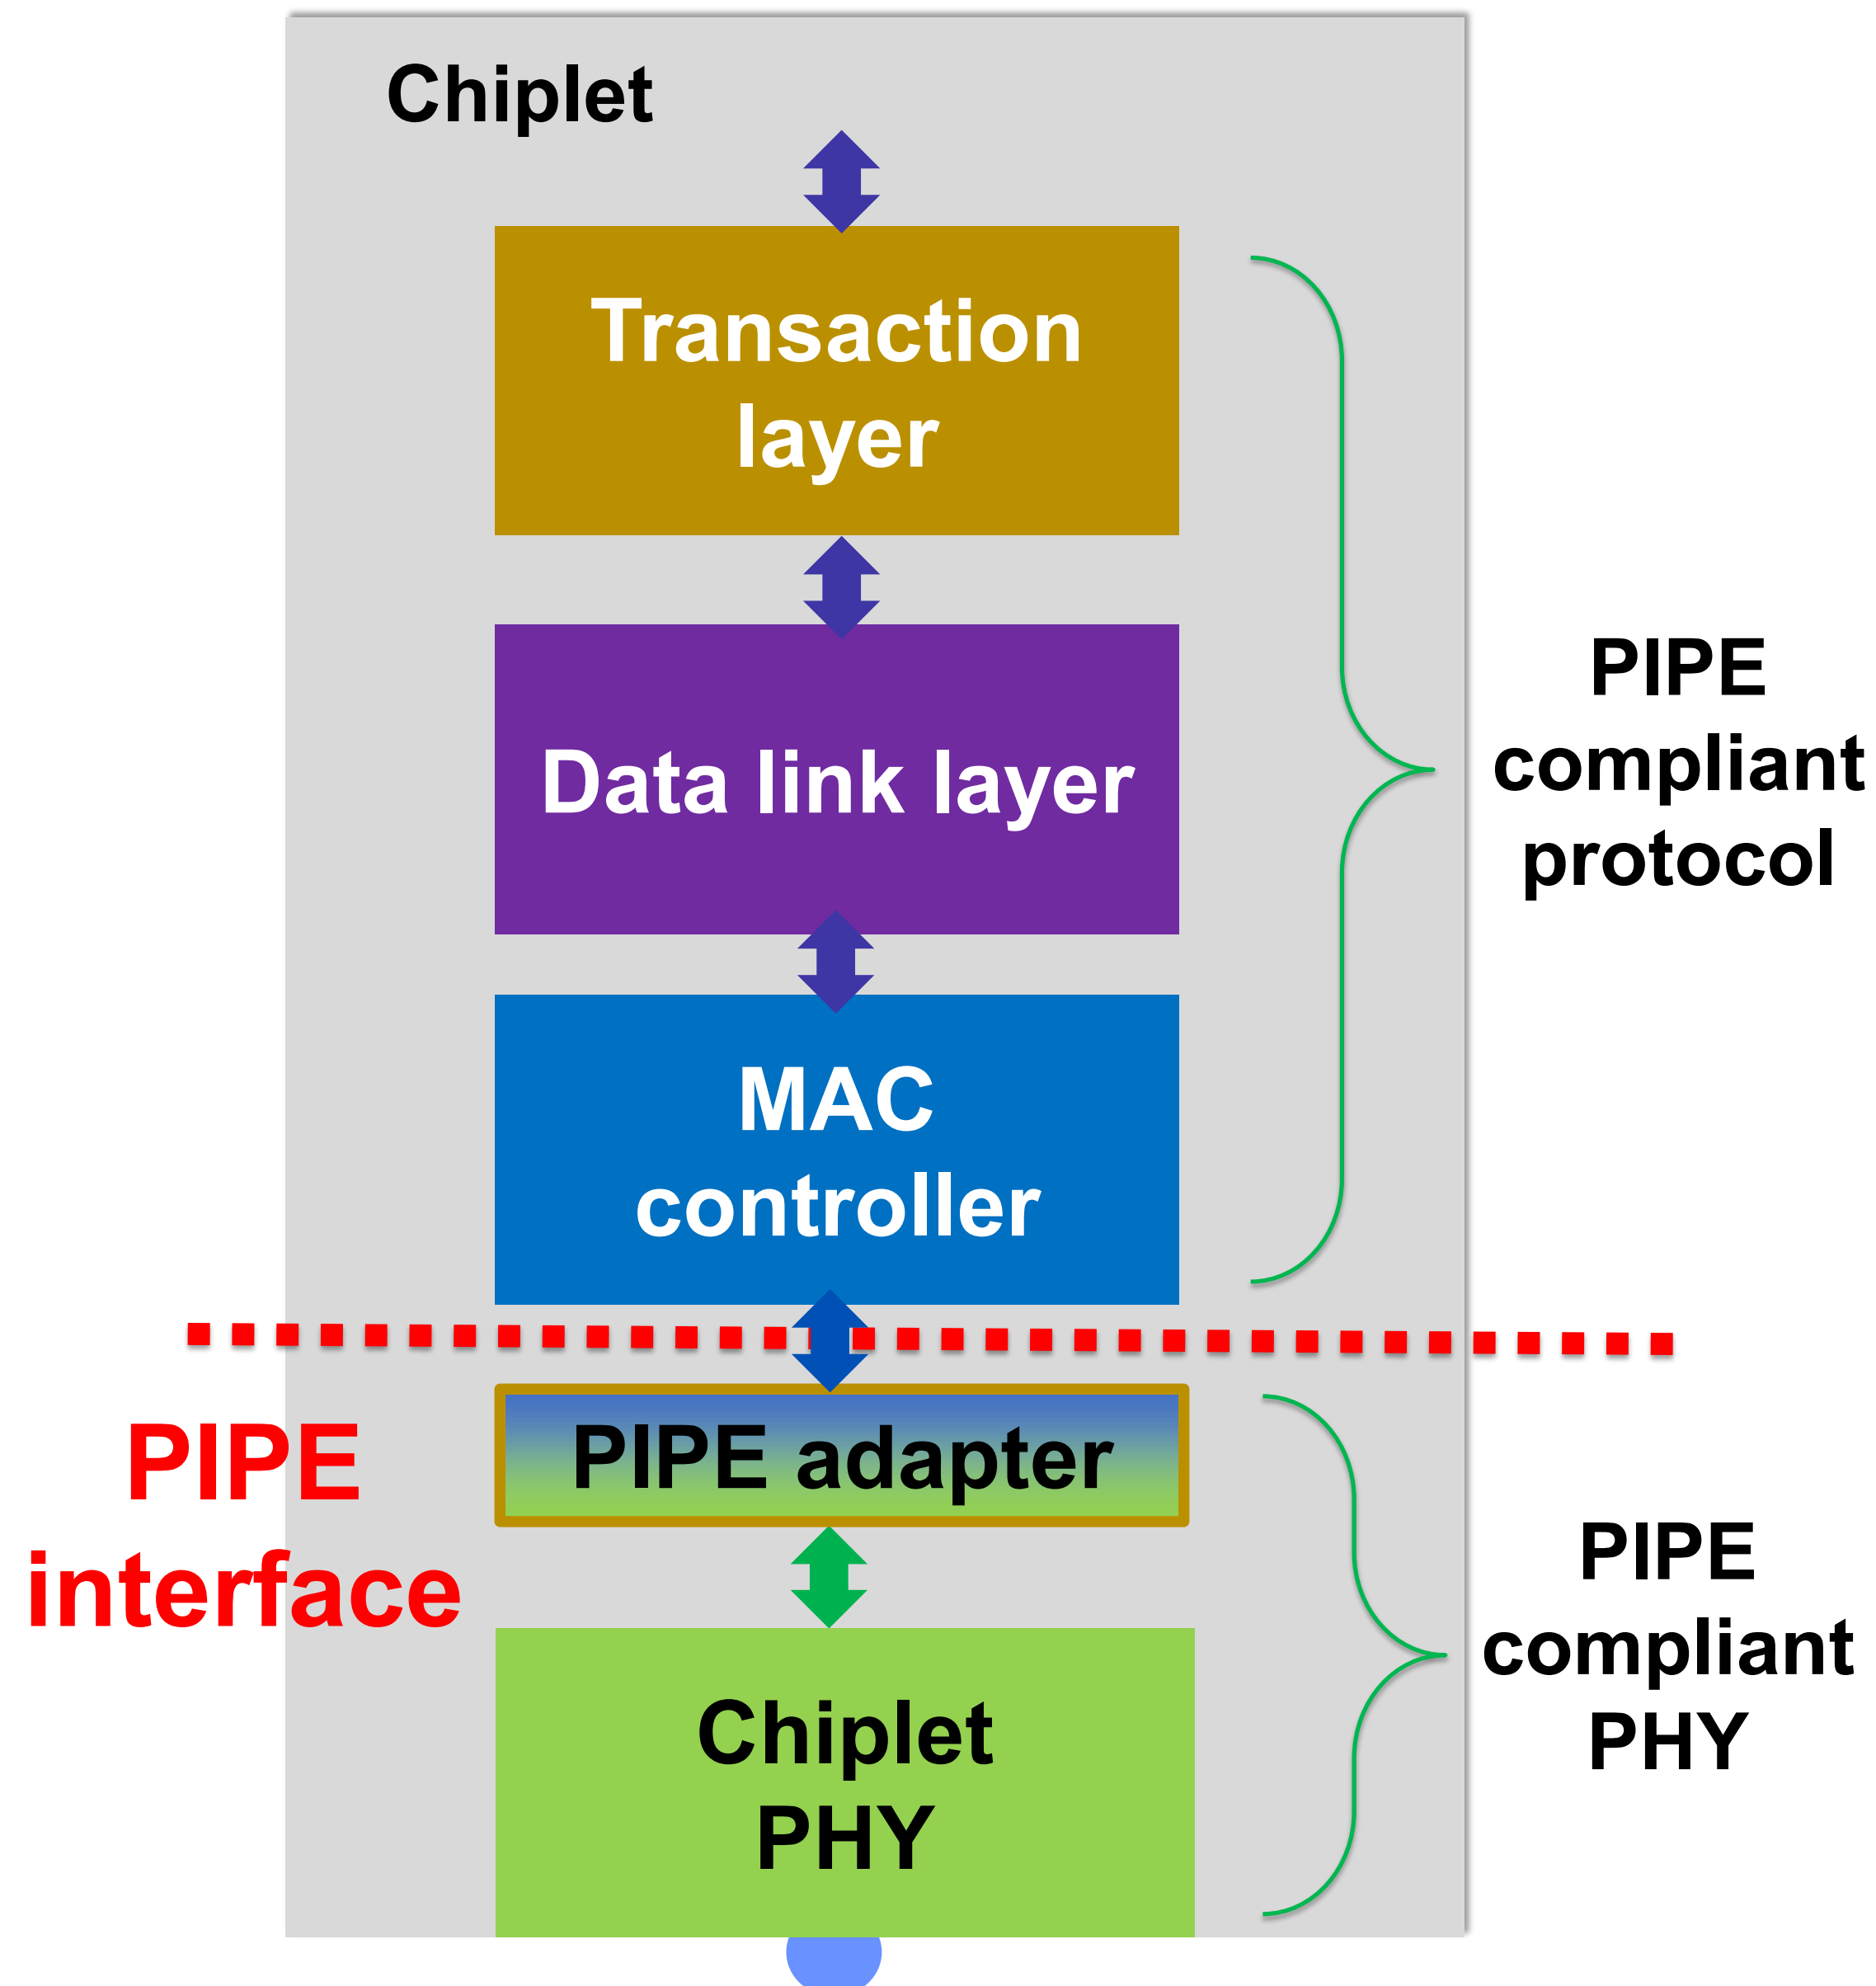 Chiplet
Transaction
layer
Data link layer
MAC
controller
PIPE
compliant
protocol
PIPE
interface
PIPE adapter
Chiplet
PHY
PIPE
compliant
PHY